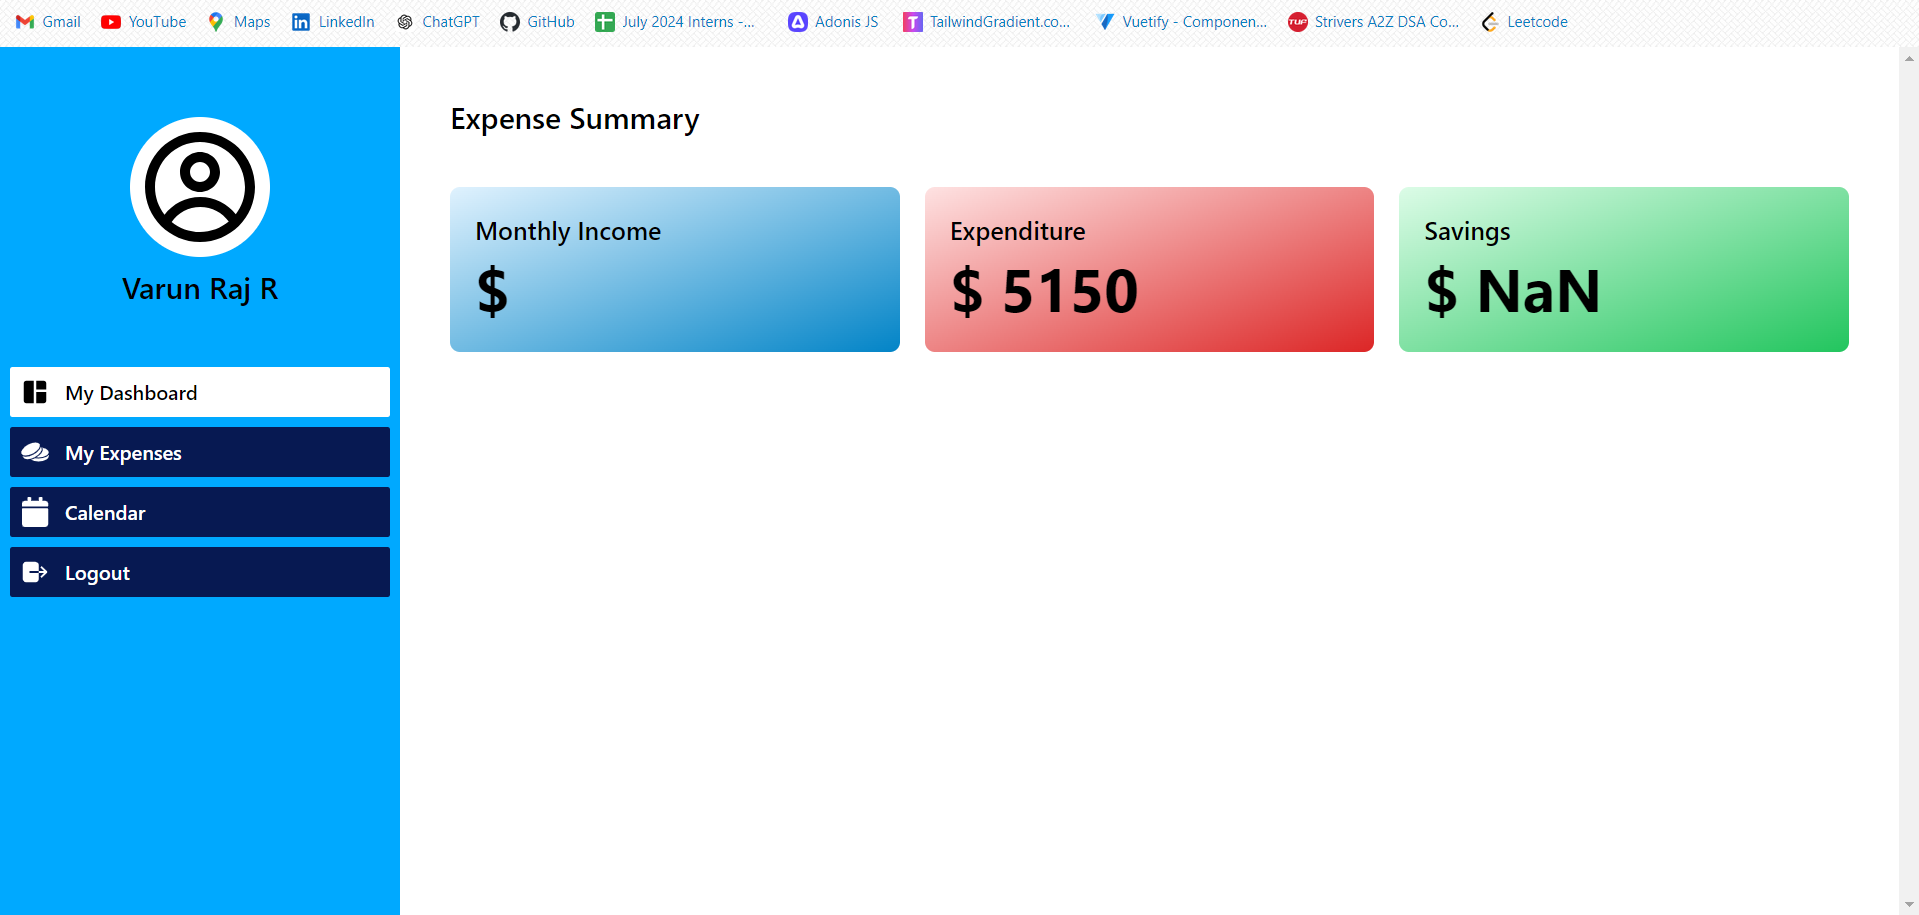 Gmail YouTube Maps LinkedIn ChatGPT GitHub July 2024 Interns -... Adonis JS TailwindGradient.co... Vuetify - Componen... TUF Strivers A2Z DSA Co... Leetcode
Varun Raj R
My Dashboard
My Expenses
Calendar
Logout
Expense Summary
Monthly Income
$
Expenditure
$ 5150
Savings
$ NaN